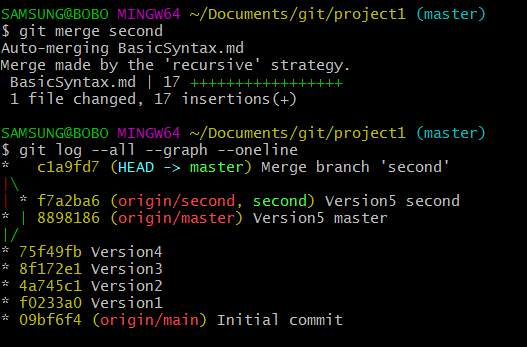 SAMSUNG@BOBO MINGW64 ~/Documents/git/project1 (master)
$ git merge second
Auto-merging BasicSyntax.md
Merge made by the 'recursive' strategy.
 BasicSyntax.md | 17 +++++++++++++++++
 1 file changed, 17 insertions(+)

SAMSUNG@BOBO MINGW64 ~/Documents/git/project1 (master)
$ git log --all --graph --oneline
*   c1a9fd7 (HEAD -> master) Merge branch 'second'
|\
| * f7a2ba6 (origin/second, second) Version5 second
* | 8898186 (origin/master) Version5 master
|/
* 75f49fb Version4
* 8f172e1 Version3
* 4a745c1 Version2
* f0233a0 Version1
* 09bf6f4 (origin/main) Initial commit